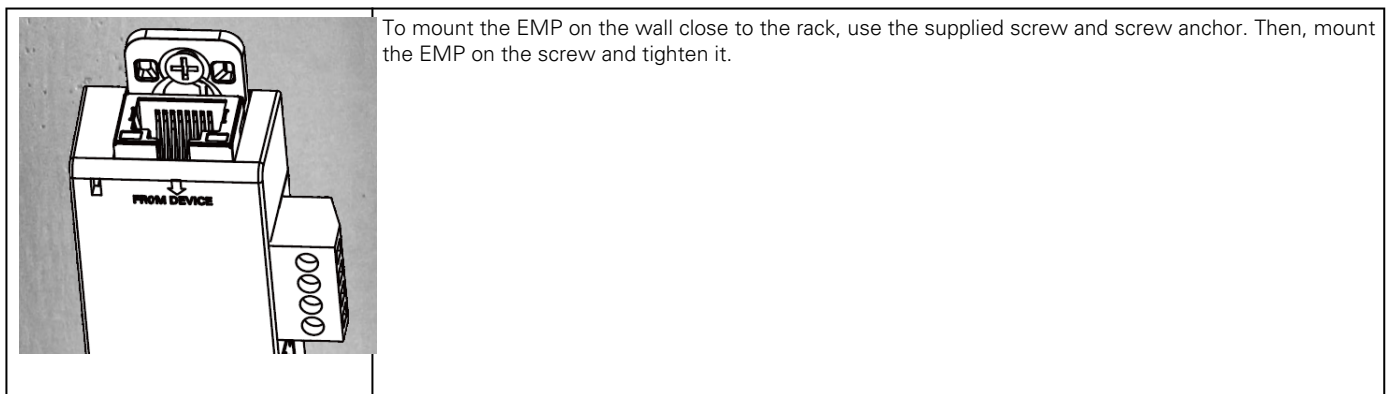 To mount the EMP on the wall close to the rack, use the supplied screw and screw anchor. Then, mount
the EMP on the screw and tighten it.
FROM DEVICE